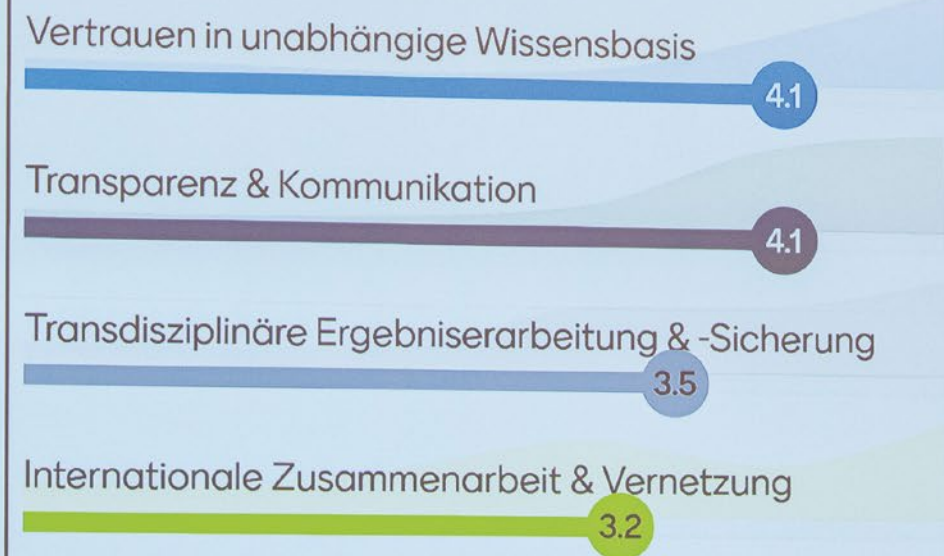 Vertrauen in unabhängige Wissensbasis
4.1
Transparenz & Kommunikation
4.1
Transdisziplinäre Ergebniserarbeitung & -Sicherung
3.5
Internationale Zusammenarbeit & Vernetzung
3.2